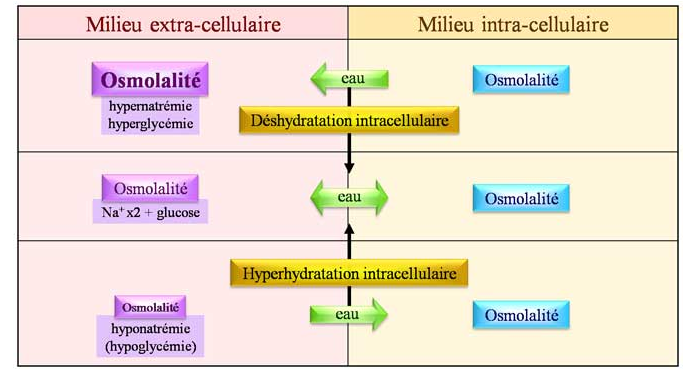 Milieu extra-cellulaire
Milieu intra-cellulaire
Osmolalité
hypernatrémie
hyperglycémie
eau
Osmolalité
Déshydratation intracellulaire
Osmolalité
Na⁺ x2 + glucose
eau
Osmolalité
Hyperhydratation intracellulaire
Osmolalité
hyponatrémie
(hypoglycémie)
eau
Osmolalité